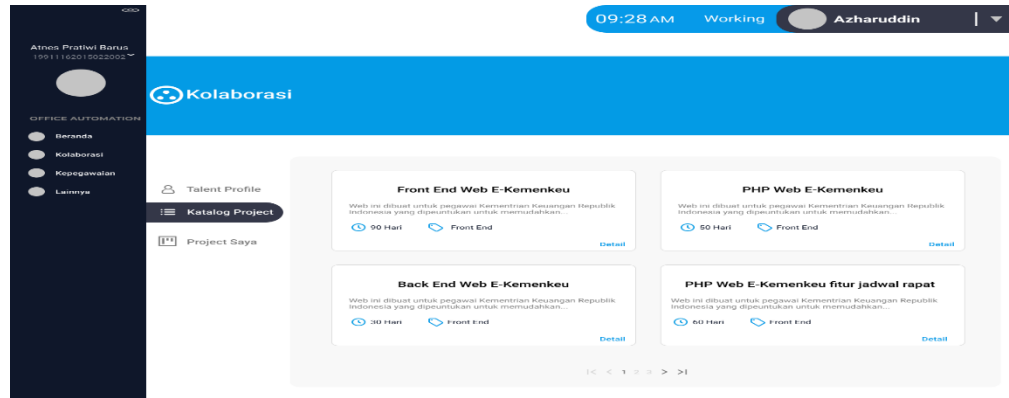 09:28 AM Working Azharuddin
Atnes Pratiwi Barus
19911162015022002
Kolaborasi
OFFICE AUTOMATION
Beranda
Kolaborasi
Kepegawaian
Lainnya
Talent Profile
Katalog Project
Project Saya
Front End Web E-Kemenkeu
Web ini dibuat untuk pegawai Kementrian Keuangan Republik
Indonesia yang dipeuntukan untuk memudahkan...
90 Hari Front End
Detail
PHP Web E-Kemenkeu
Web ini dibuat untuk pegawai Kementrian Keuangan Republik
Indonesia yang dipeuntukan untuk memudahkan...
50 Hari Front End
Detail
Back End Web E-Kemenkeu
Web ini dibuat untuk pegawai Kementrian Keuangan Republik
Indonesia yang dipeuntukan untuk memudahkan...
30 Hari Front End
Detail
PHP Web E-Kemenkeu fitur jadwal rapat
Web ini dibuat untuk pegawai Kementrian Keuangan Republik
Indonesia yang dipeuntukan untuk memudahkan...
60 Hari Front End
Detail
|< < 1 2 3 > >|